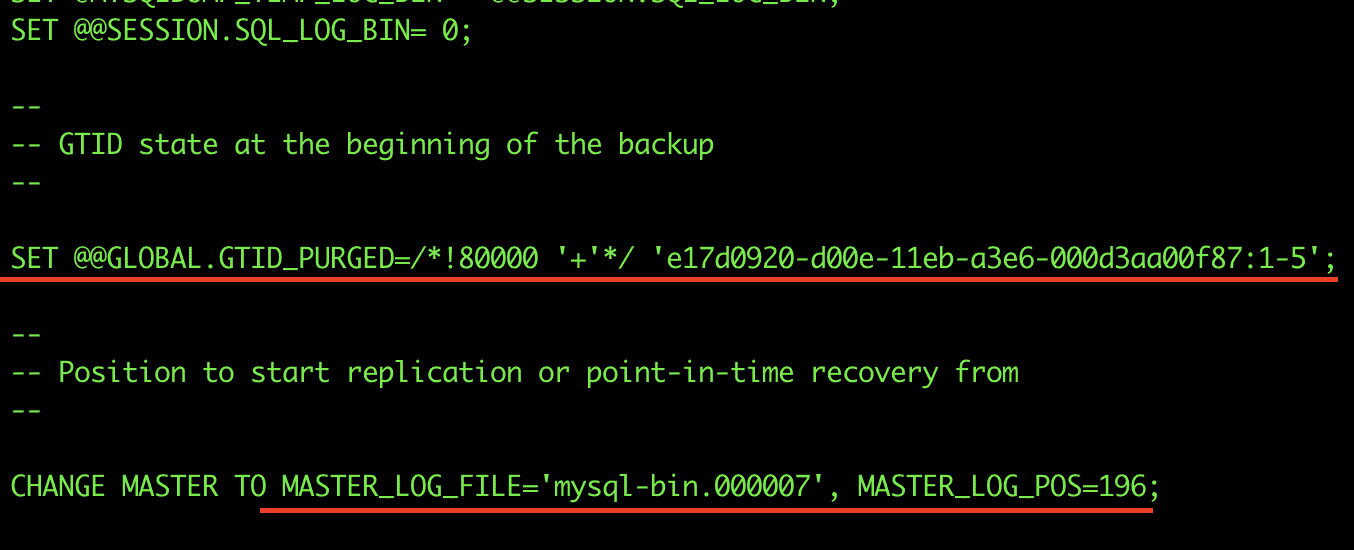 SET @@SESSION.SQL_LOG_BIN= 0;
--
-- GTID state at the beginning of the backup
--
SET @@GLOBAL.GTID_PURGED=/*!80000 '+'*/ 'e17d0920-d00e-11eb-a3e6-000d3aa00f87:1-5';
--
-- Position to start replication or point-in-time recovery from
--
CHANGE MASTER TO MASTER_LOG_FILE='mysql-bin.000007', MASTER_LOG_POS=196;